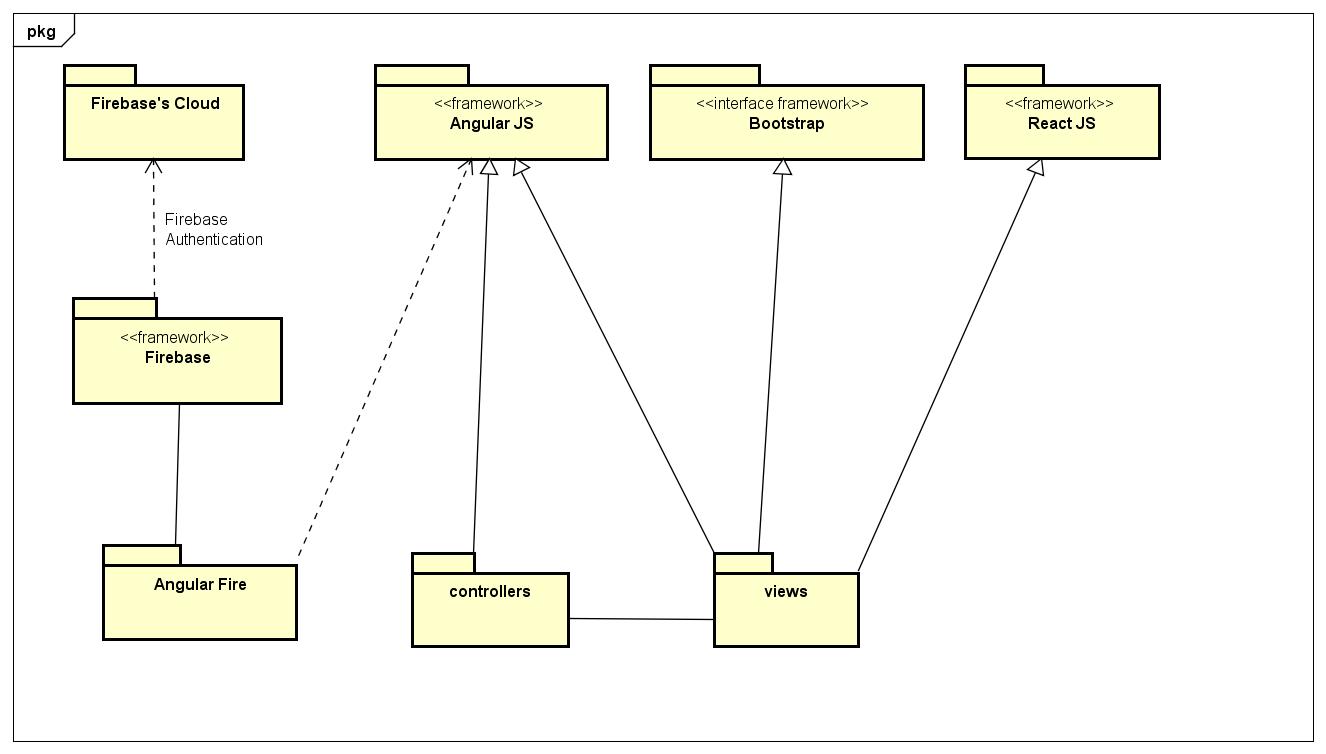 pkg
Firebase's Cloud
<<framework>>
Angular JS
<<interface framework>>
Bootstrap
<<framework>>
React JS
Firebase
Authentication
<<framework>>
Firebase
Angular Fire
controllers
views